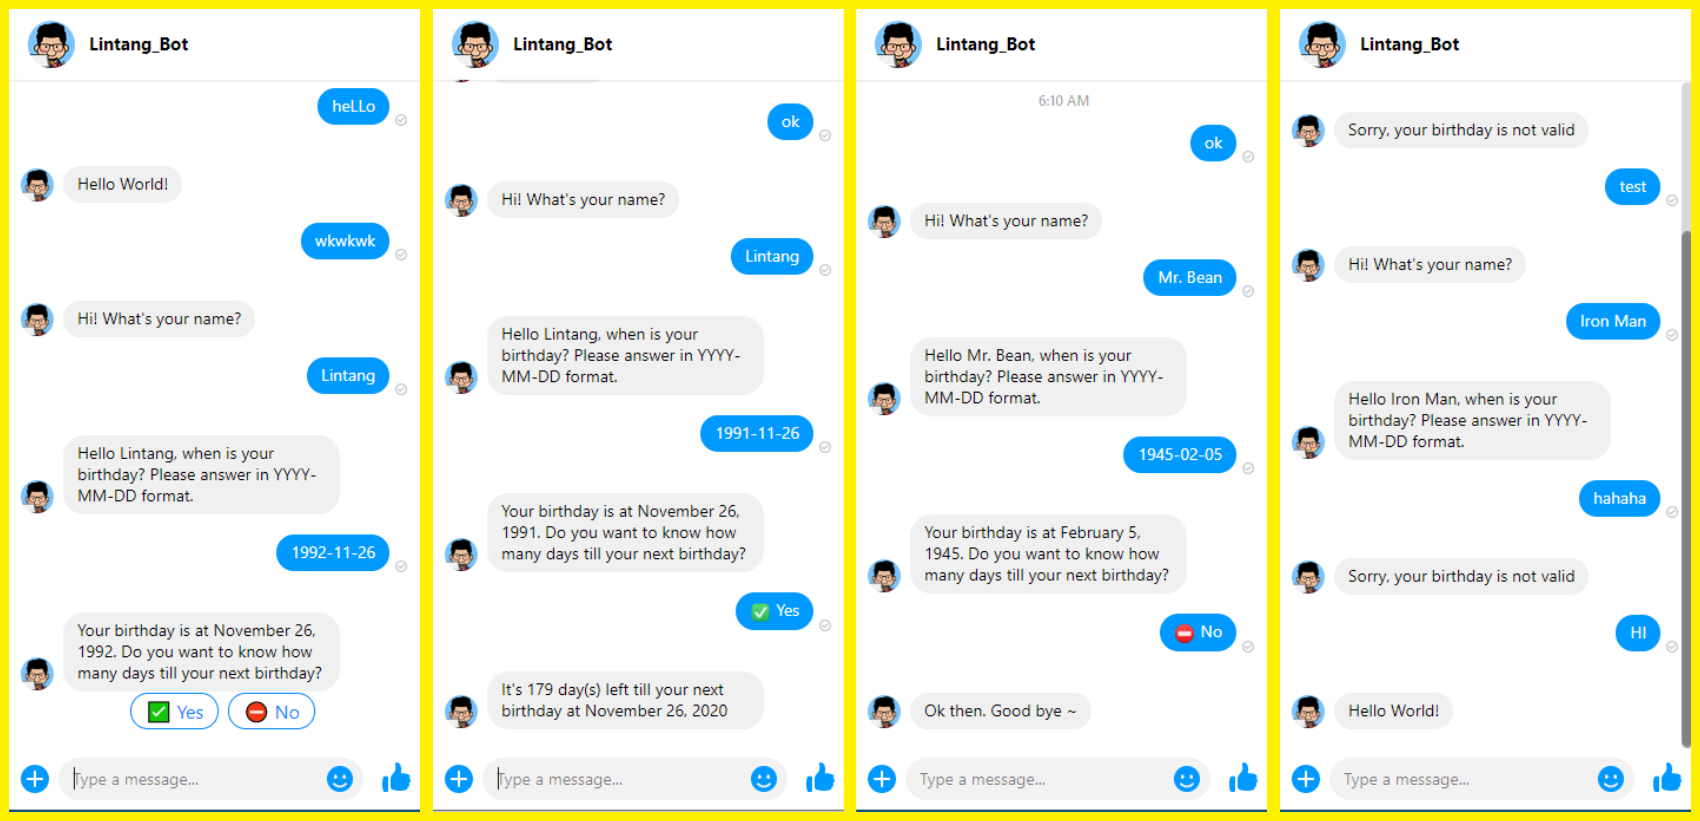 Lintang_Bot
heLLo
Hello World!
wkwkwk
Hi! What's your name?
Lintang
Hello Lintang, when is your
birthday? Please answer in YYYY-
MM-DD format.
1992-11-26
Your birthday is at November 26,
1992. Do you want to know how
many days till your next birthday?
Yes
No
Type a message...
Lintang_Bot
ok
Hi! What's your name?
Lintang
Hello Lintang, when is your
birthday? Please answer in YYYY-
MM-DD format.
1991-11-26
Your birthday is at November 26,
1991. Do you want to know how
many days till your next birthday?
Yes
It's 179 day(s) left till your next
birthday at November 26, 2020
Type a message...
Lintang_Bot
6:10 AM
ok
Hi! What's your name?
Mr. Bean
Hello Mr. Bean, when is your
birthday? Please answer in YYYY-
MM-DD format.
1945-02-05
Your birthday is at February 5,
1945. Do you want to know how
many days till your next birthday?
No
Ok then. Good bye ~
Type a message...
Lintang_Bot
Sorry, your birthday is not valid
test
Hi! What's your name?
Iron Man
Hello Iron Man, when is your
birthday? Please answer in YYYY-
MM-DD format.
hahaha
Sorry, your birthday is not valid
HI
Hello World!
Type a message...